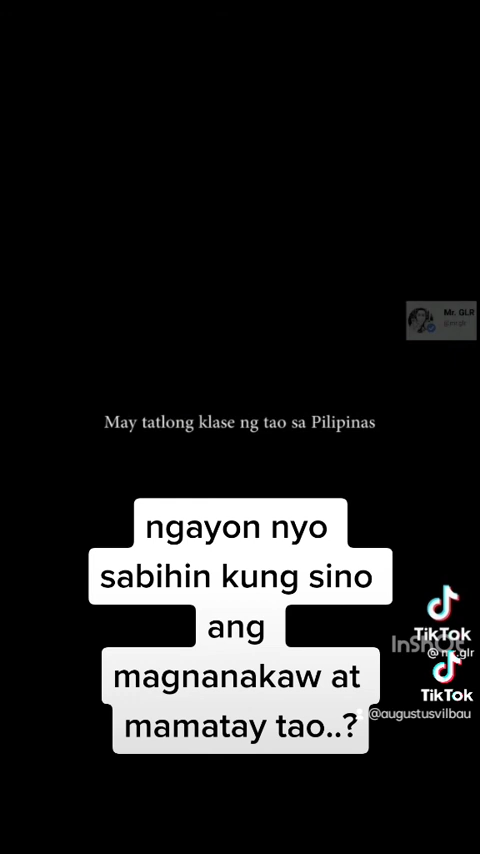 Mr. GLR
May tatlong klase ng tao sa Pilipinas
ngayon nyo
sabihin kung sino
ang
magnanakaw at
mamatay tao..?
TikTok
InShOt
TikTok
@augustusvilbau